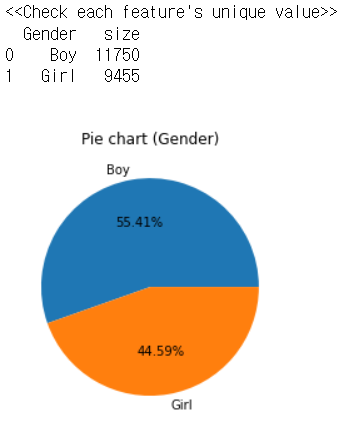 <<Check each feature's unique value>>
Gender size
0 Boy 11750
1 Girl 9455
Pie chart (Gender)
Boy
55.41%
44.59%
Girl